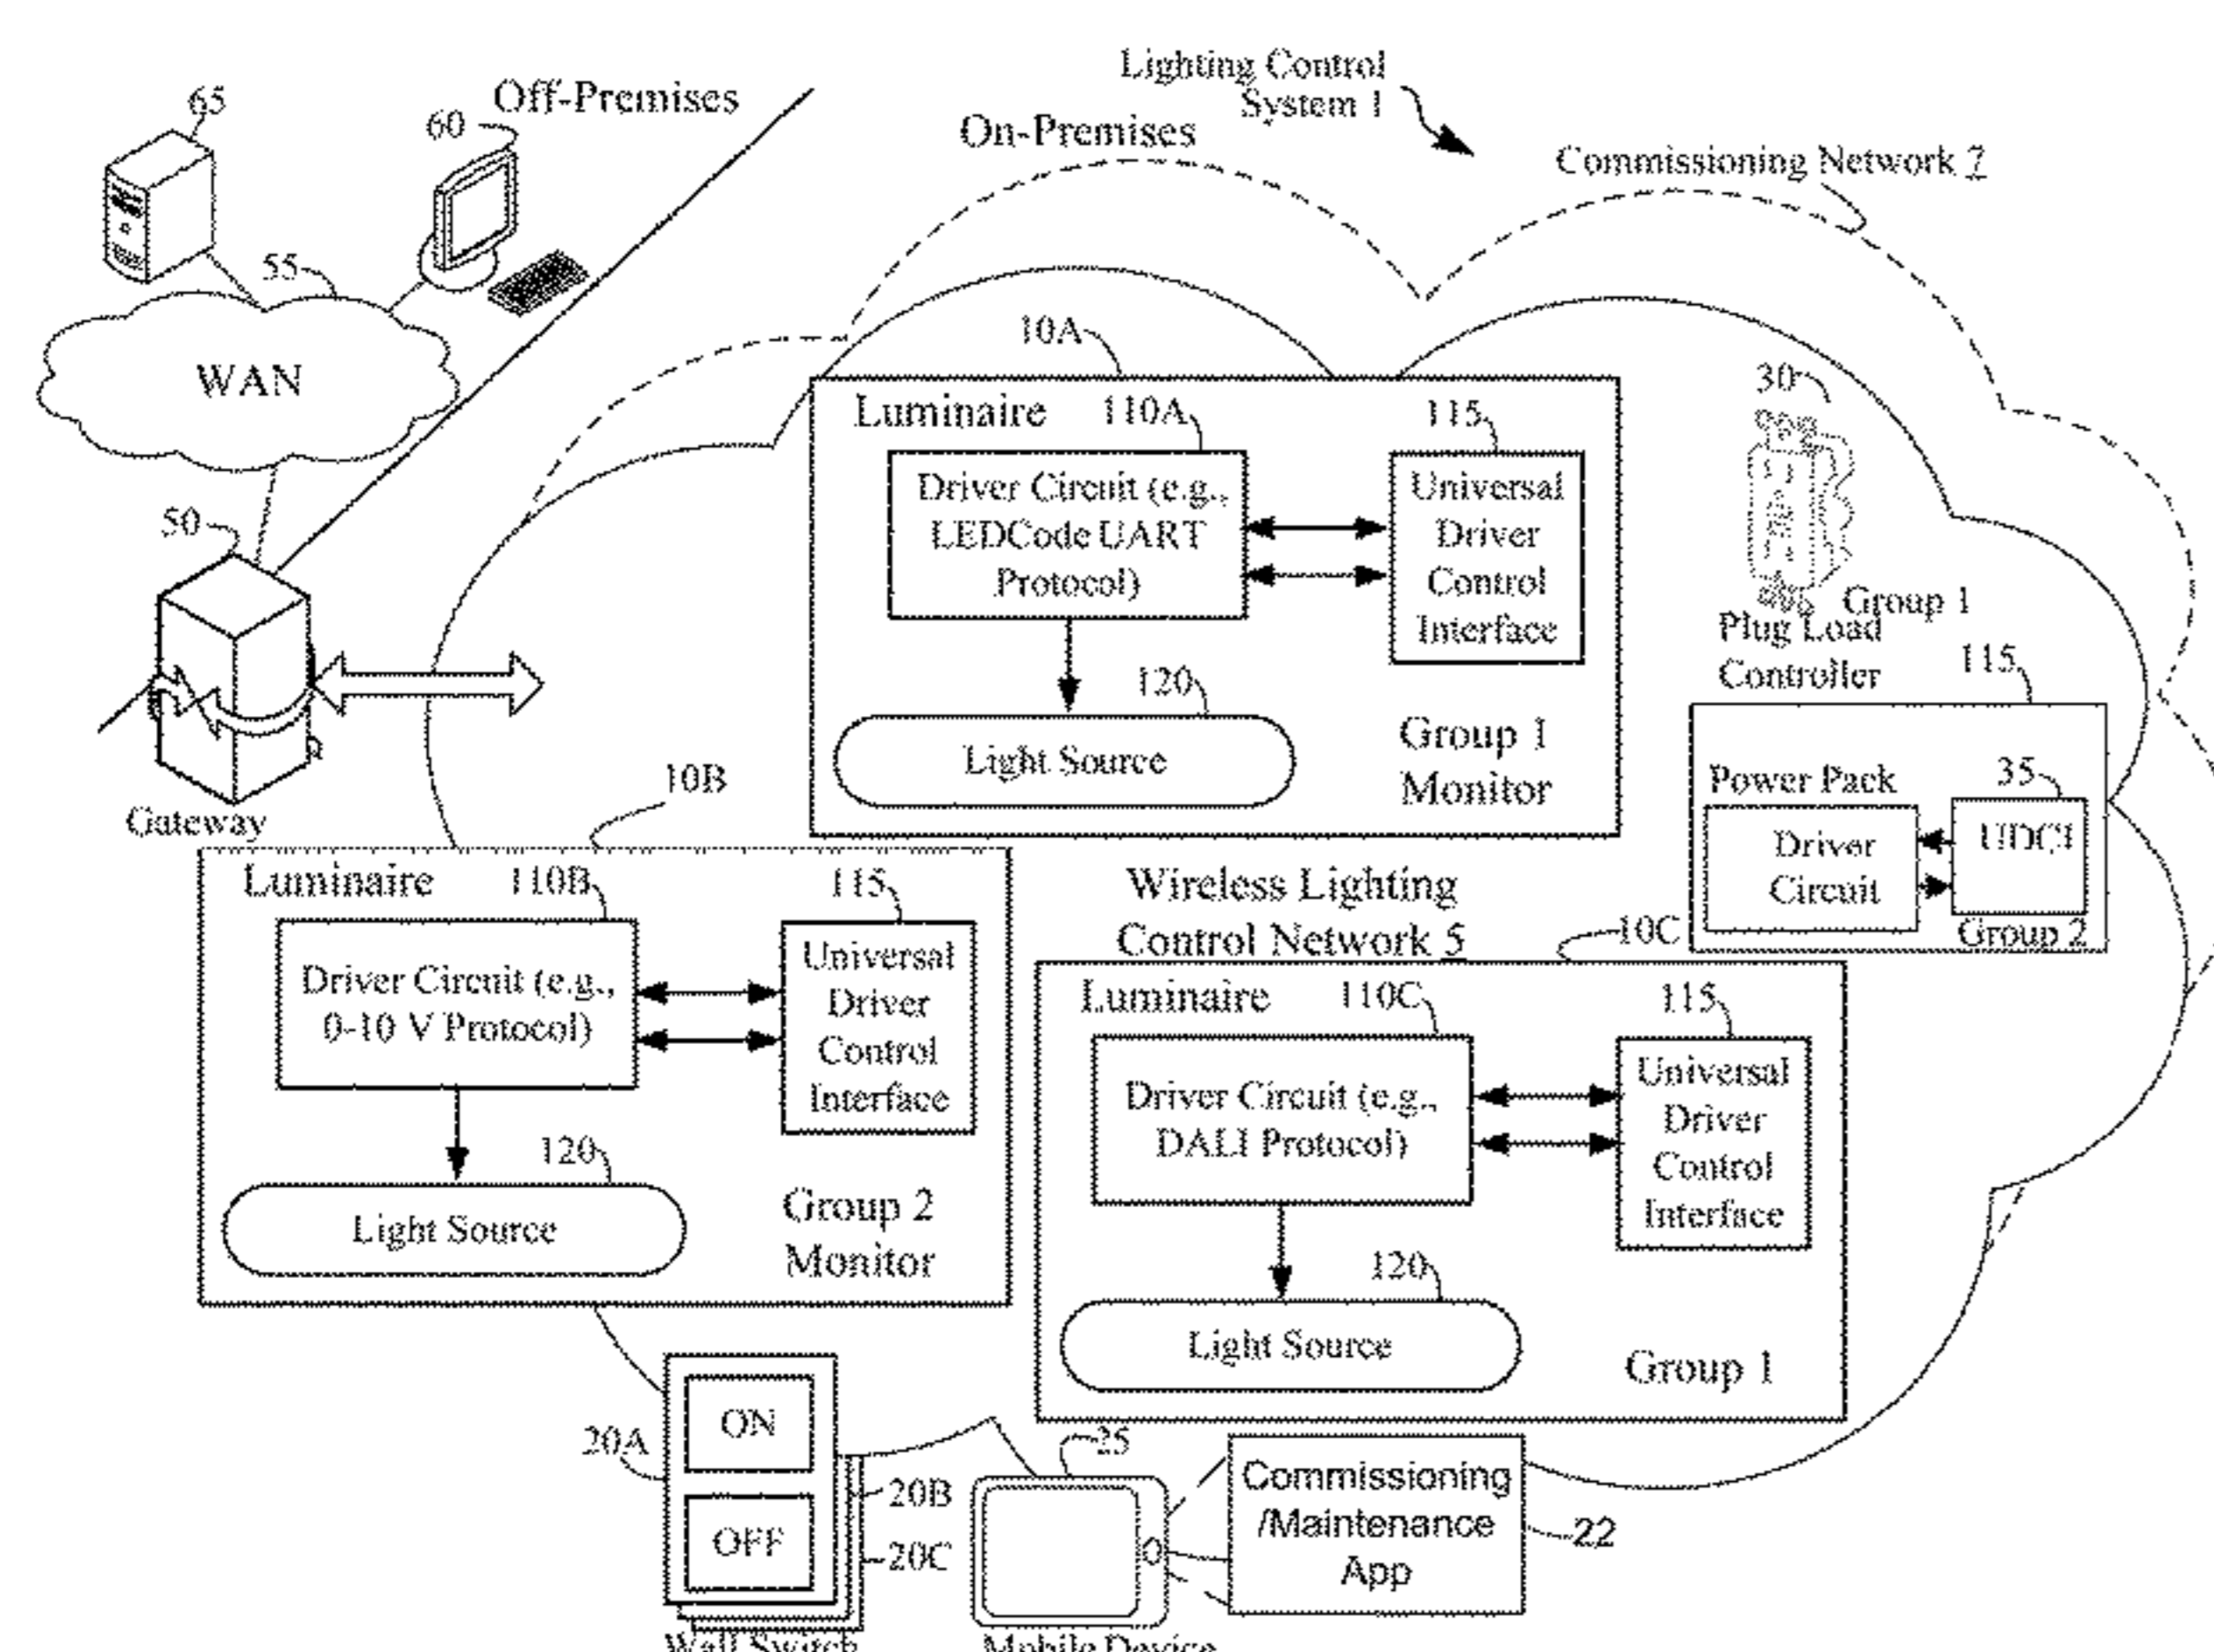 Lighting Control
System 1
65
Off-Premises
60
On-Premises
Commissioning Network 7
55
WAN
10A
30
Luminaire
110A
115
Driver Circuit (e.g.,
LEDCode UART
Protocol)
Universal
Driver
Control
Interface
50
Group 1
Plug Load
Controller
115
120
Light Source
Group 1
Monitor
Gateway
10B
Power Pack
35
Driver
Circuit
UDCI
Group 2
Luminaire
110B
115
Driver Circuit (e.g.,
0-10 V Protocol)
Universal
Driver
Control
Interface
120
Light Source
Group 2
Monitor
Wireless Lighting
Control Network 5
10C
Luminaire
110C
115
Driver Circuit (e.g.,
DALI Protocol)
Universal
Driver
Control
Interface
120
Light Source
Group 1
ON
OFF
20A
20B
20C
25
Commissioning
/Maintenance
App
22
Wall Switch
Mobile Device